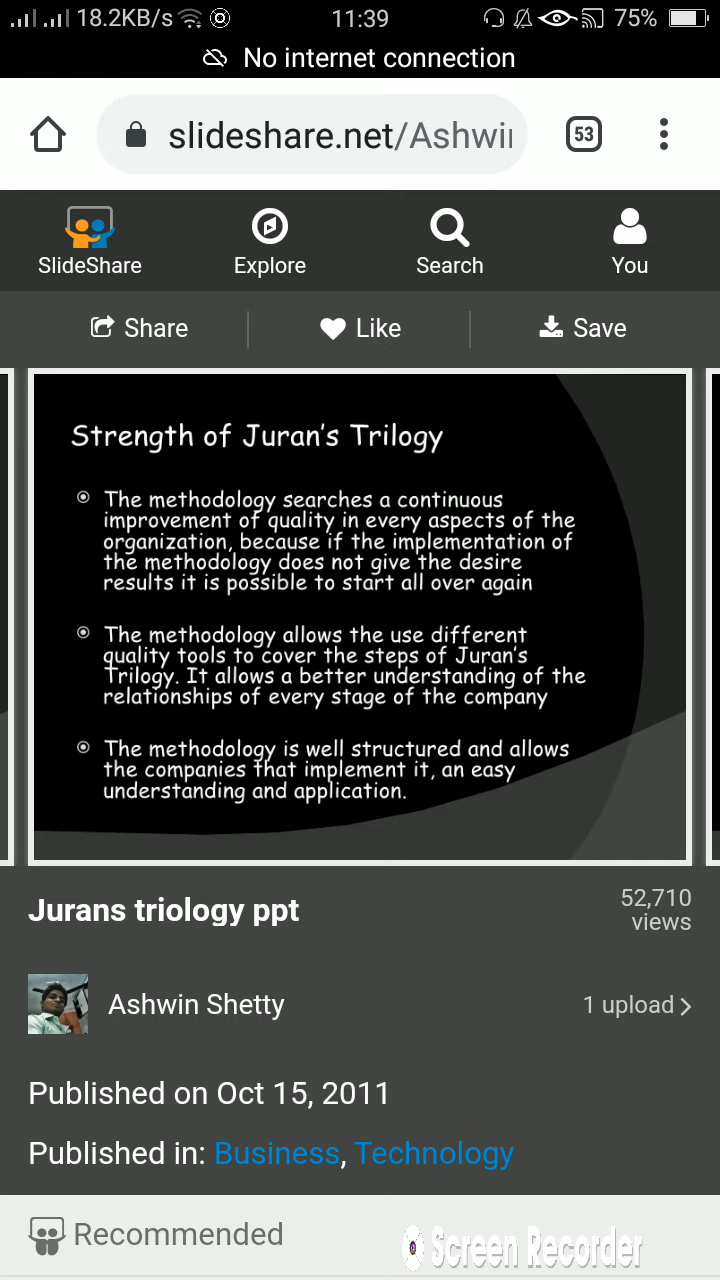 18.2KB/s 11:39 75%
No internet connection
slideshare.net/Ashwi 53
SlideShare Explore Search You
Share Like Save
Strength of Juran's Trilogy
The methodology searches a continuous
improvement of quality in every aspects of the
organization, because if the implementation of
the methodology does not give the desire
results it is possible to start all over again
The methodology allows the use different
quality tools to cover the steps of Juran's
Trilogy. It allows a better understanding of the
relationships of every stage of the company
The methodology is well structured and allows
the companies that implement it, an easy
understanding and application.
Jurans triology ppt
52,710
views
Ashwin Shetty 1 upload
Published on Oct 15, 2011
Published in: Business, Technology
Recommended
Screen Recorder